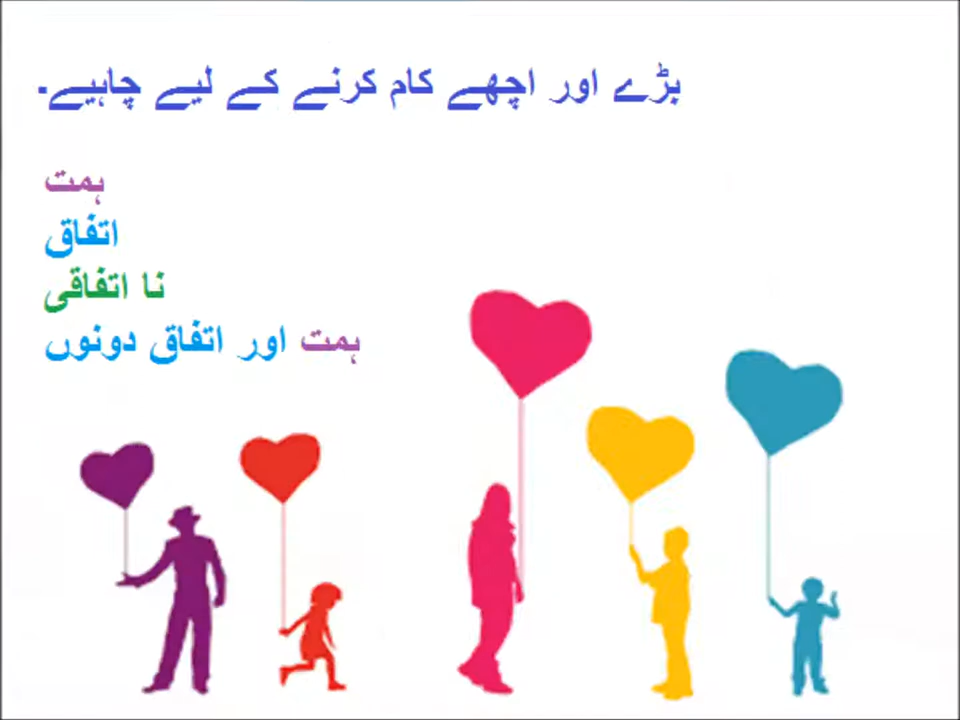 بڑے اور اچھے کام کرنے کے لیے چاہیے۔
ہمت
اتفاق
نا اتفاقی
ہمت اور اتفاق دونوں